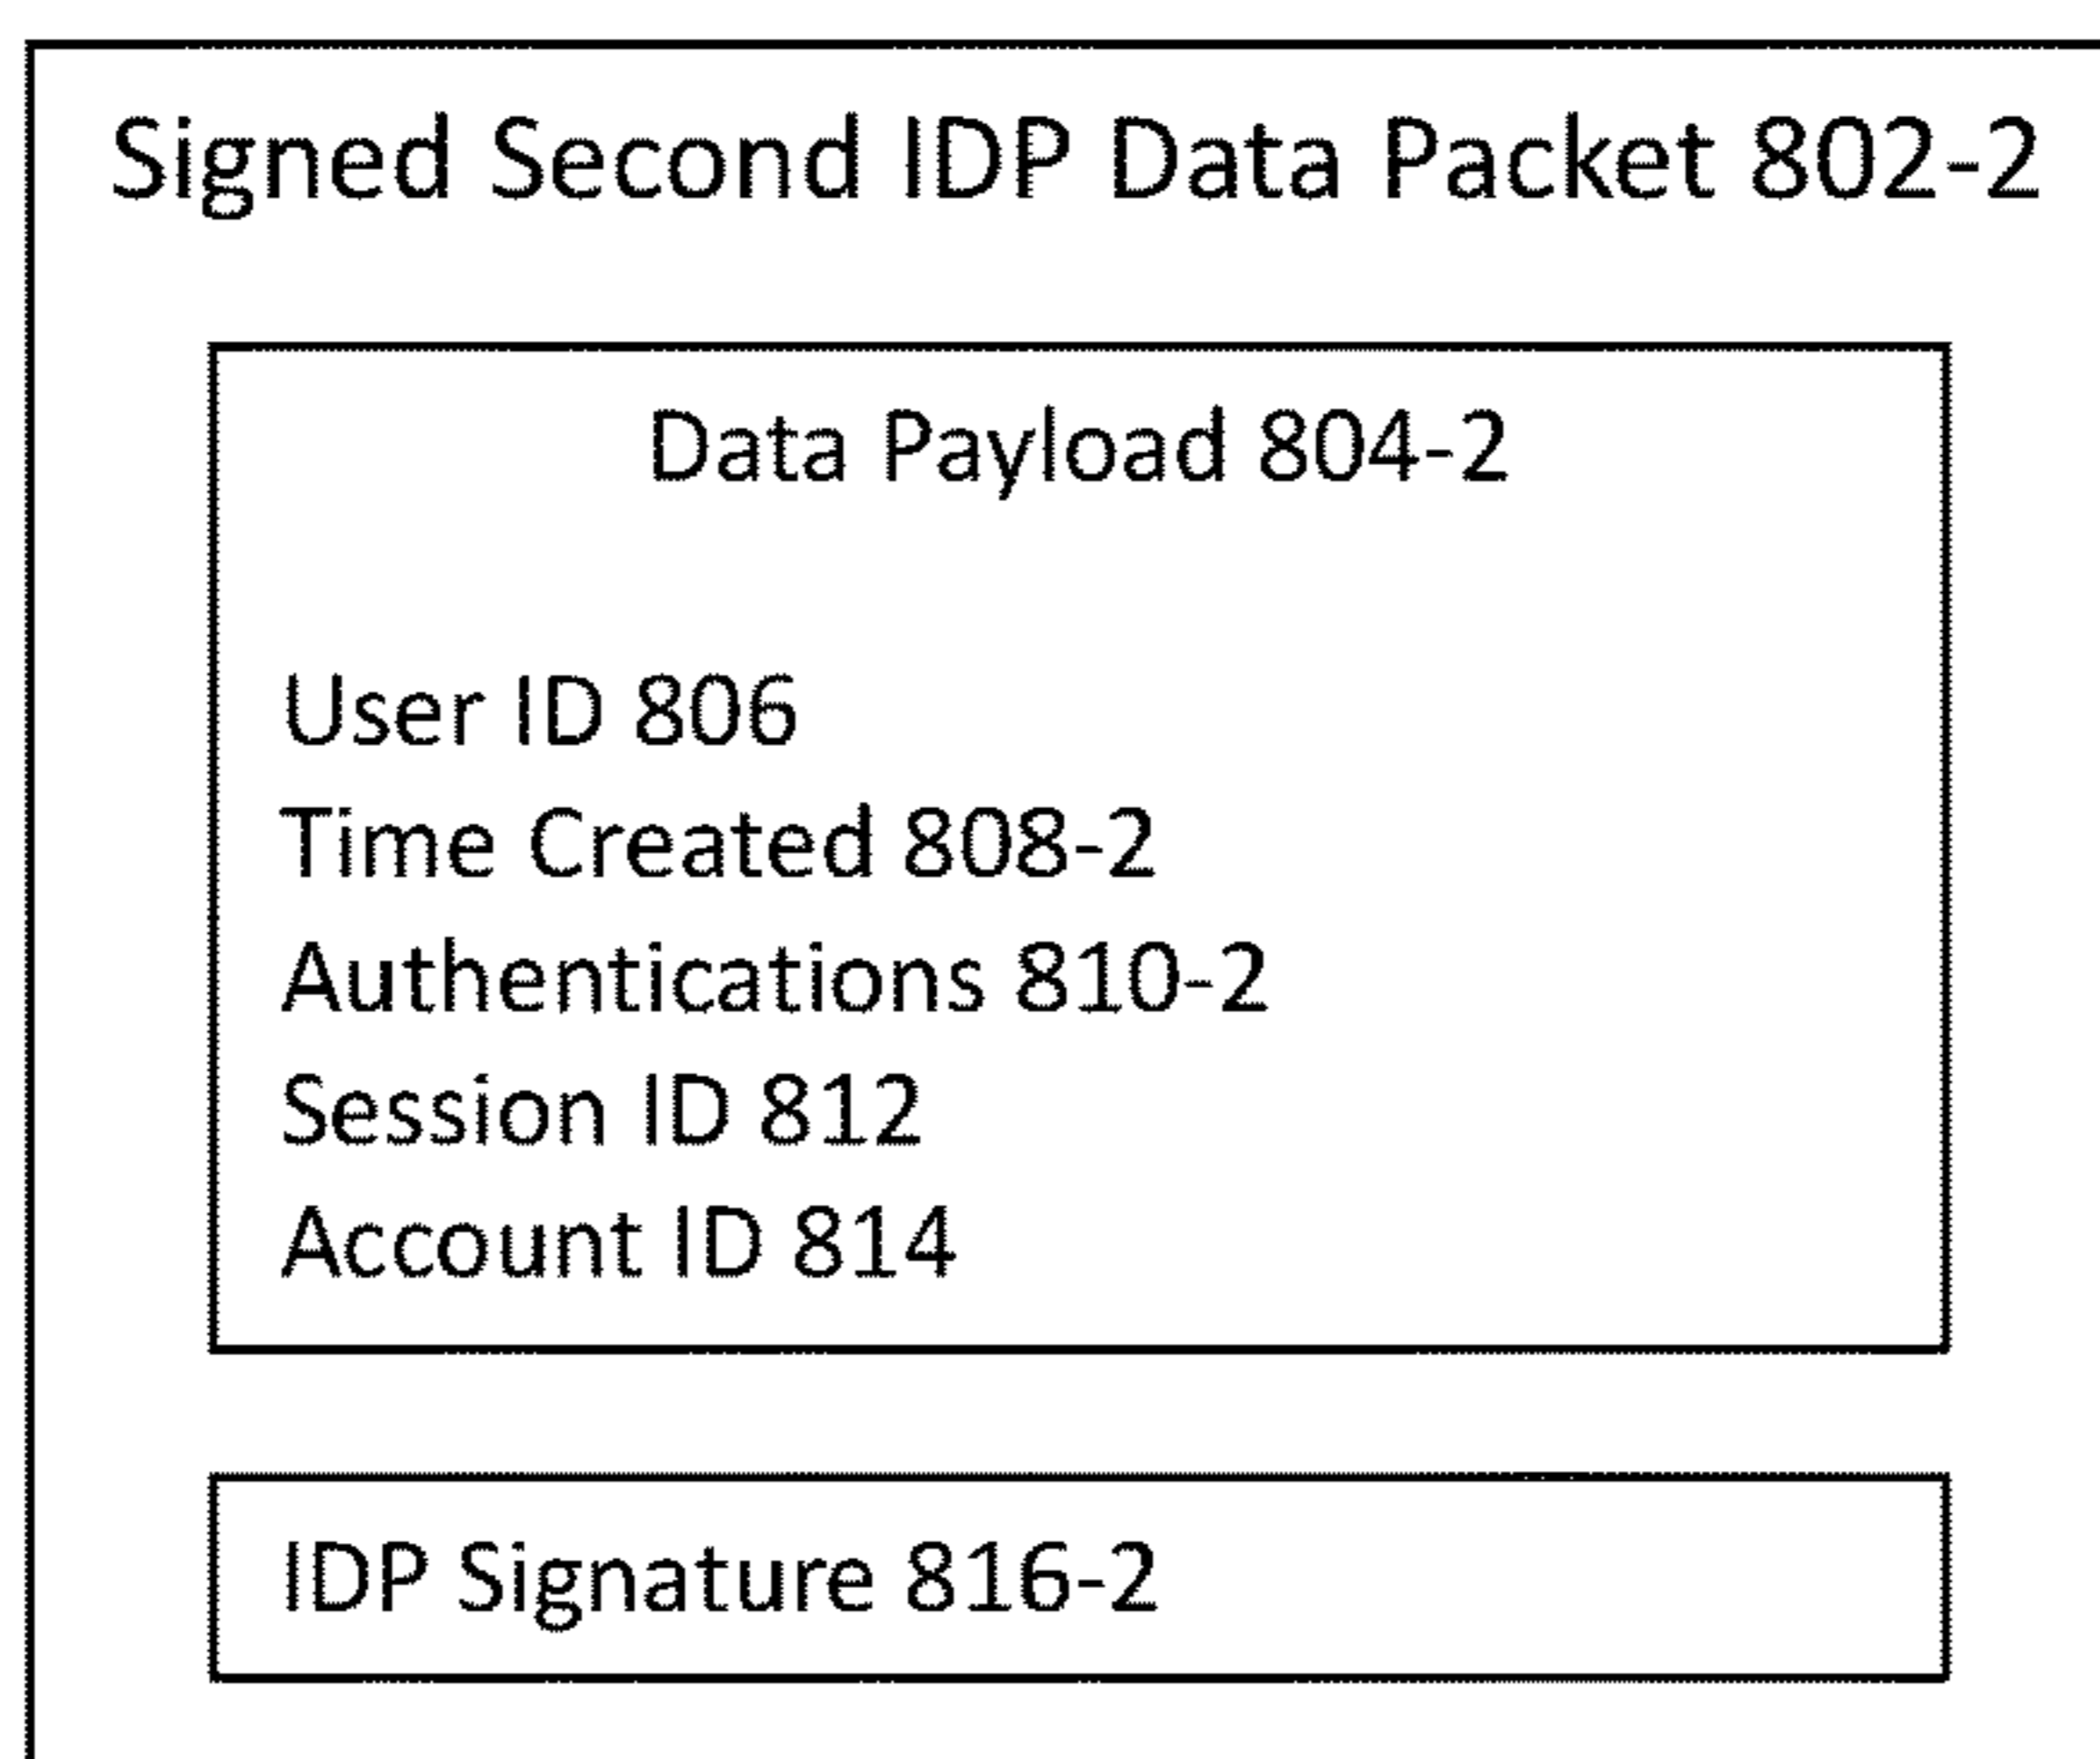 Signed Second IDP Data Packet 802-2
Data Payload 804-2
User ID 806
Time Created 808-2
Authentications 810-2
Session ID 812
Account ID 814
IDP Signature 816-2